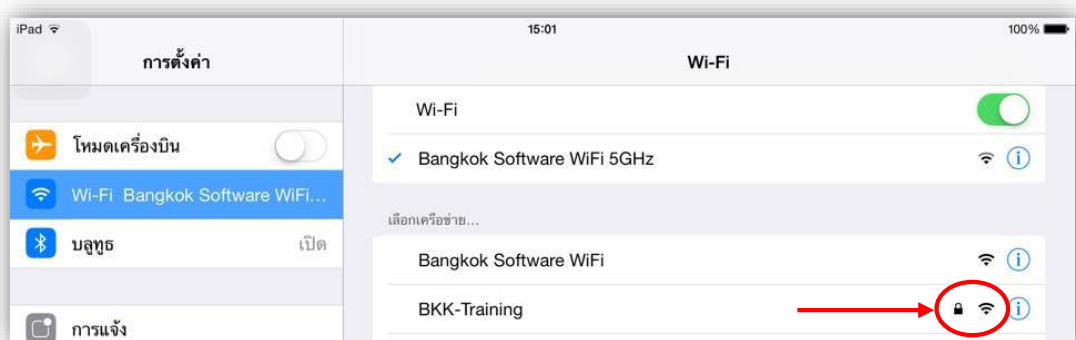 iPad 15:01 100%
การตั้งค่า
Wi-Fi
โหมดเครื่องบิน
Wi-Fi Bangkok Software WiFi...
บลูทูธ เปิด
การแจ้ง
Wi-Fi
Bangkok Software WiFi 5GHz
เลือกเครือข่าย...
Bangkok Software WiFi
BKK-Training